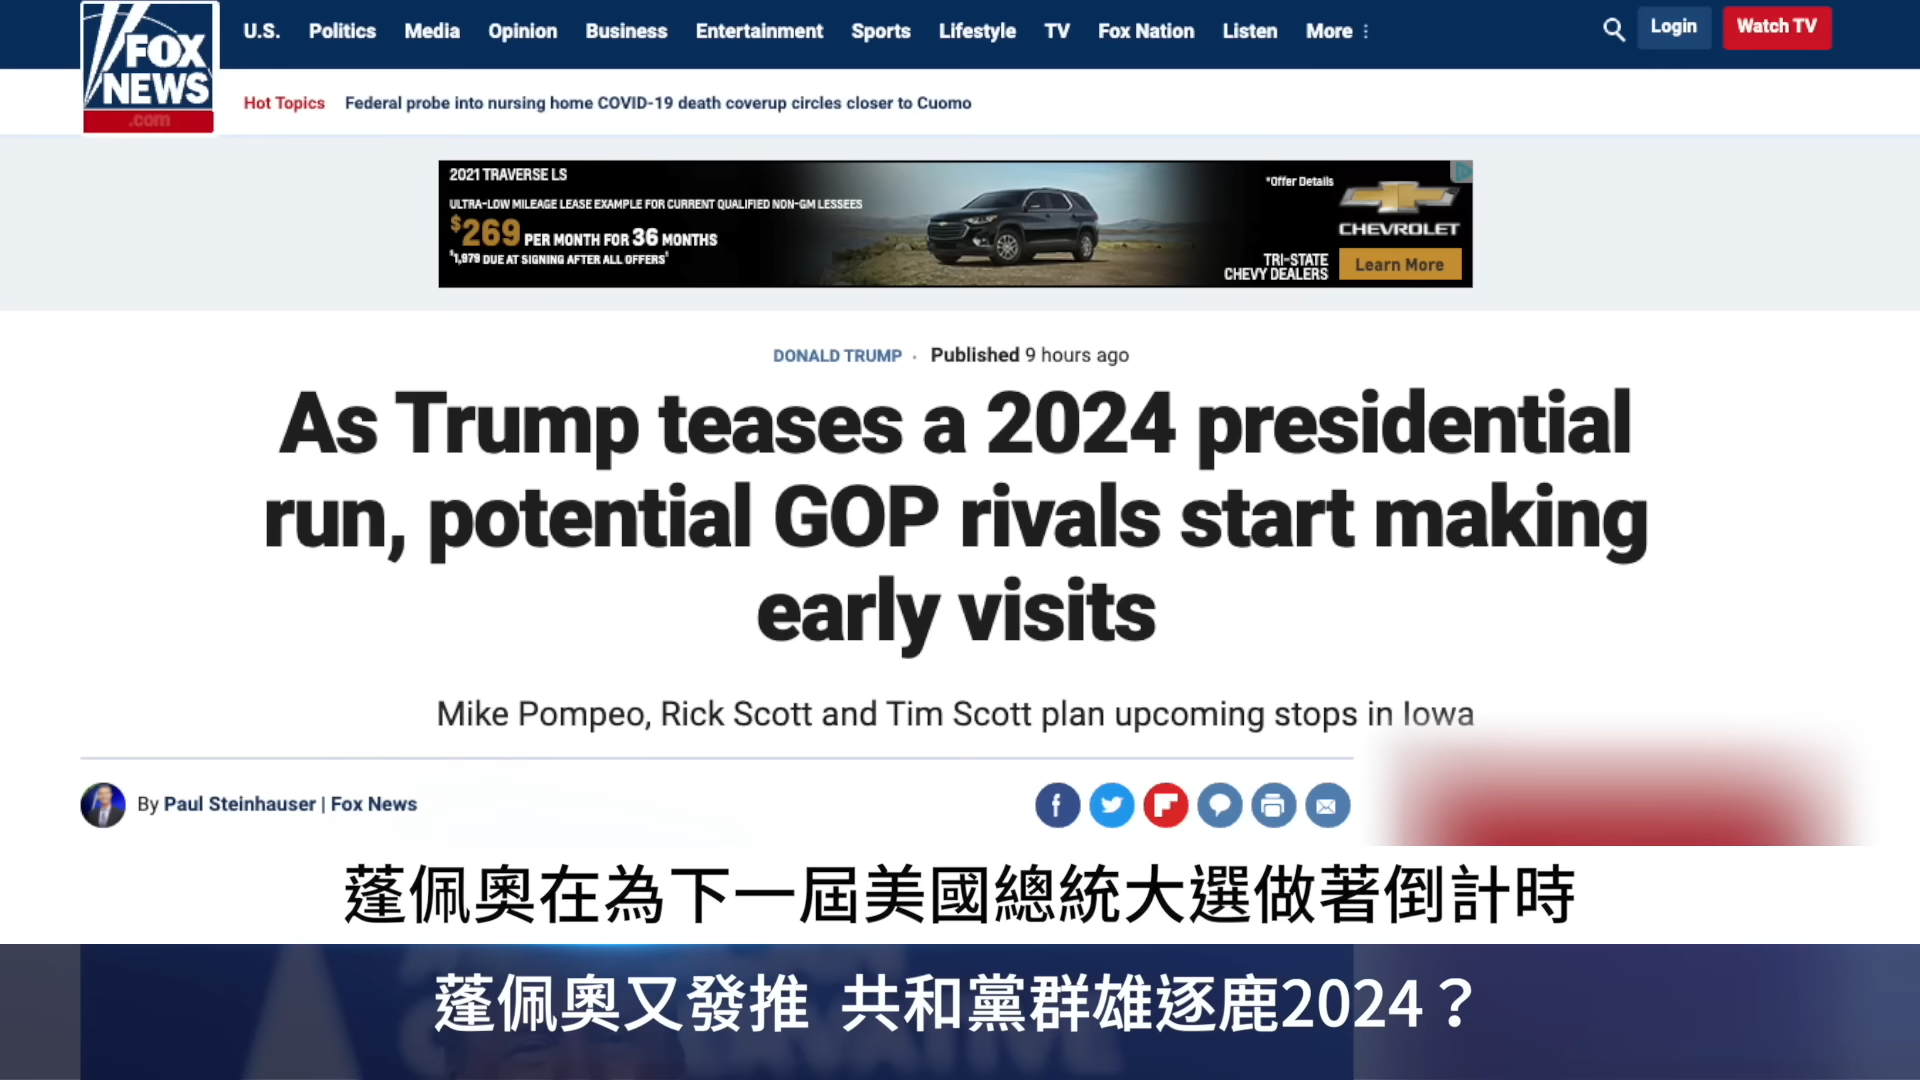 FOX
NEWS
.com
U.S. Politics Media Opinion Business Entertainment Sports Lifestyle TV Fox Nation Listen More
Login
Watch TV
Hot Topics Federal probe into nursing home COVID-19 death coverup circles closer to Cuomo
2021 TRAVERSE LS
ULTRA-LOW MILEAGE LEASE EXAMPLE FOR CURRENT QUALIFIED NON-GM LESSEES
$269 PER MONTH FOR 36 MONTHS
$1,979 DUE AT SIGNING AFTER ALL OFFERS
*Offer Details
CHEVROLET
TRI-STATE
CHEVY DEALERS
Learn More
DONALD TRUMP · Published 9 hours ago
As Trump teases a 2024 presidential
run, potential GOP rivals start making
early visits
Mike Pompeo, Rick Scott and Tim Scott plan upcoming stops in Iowa
By Paul Steinhauser | Fox News
蓬佩奧在為下一屆美國總統大選做著倒計時
蓬佩奧又發推 共和黨群雄逐鹿2024？